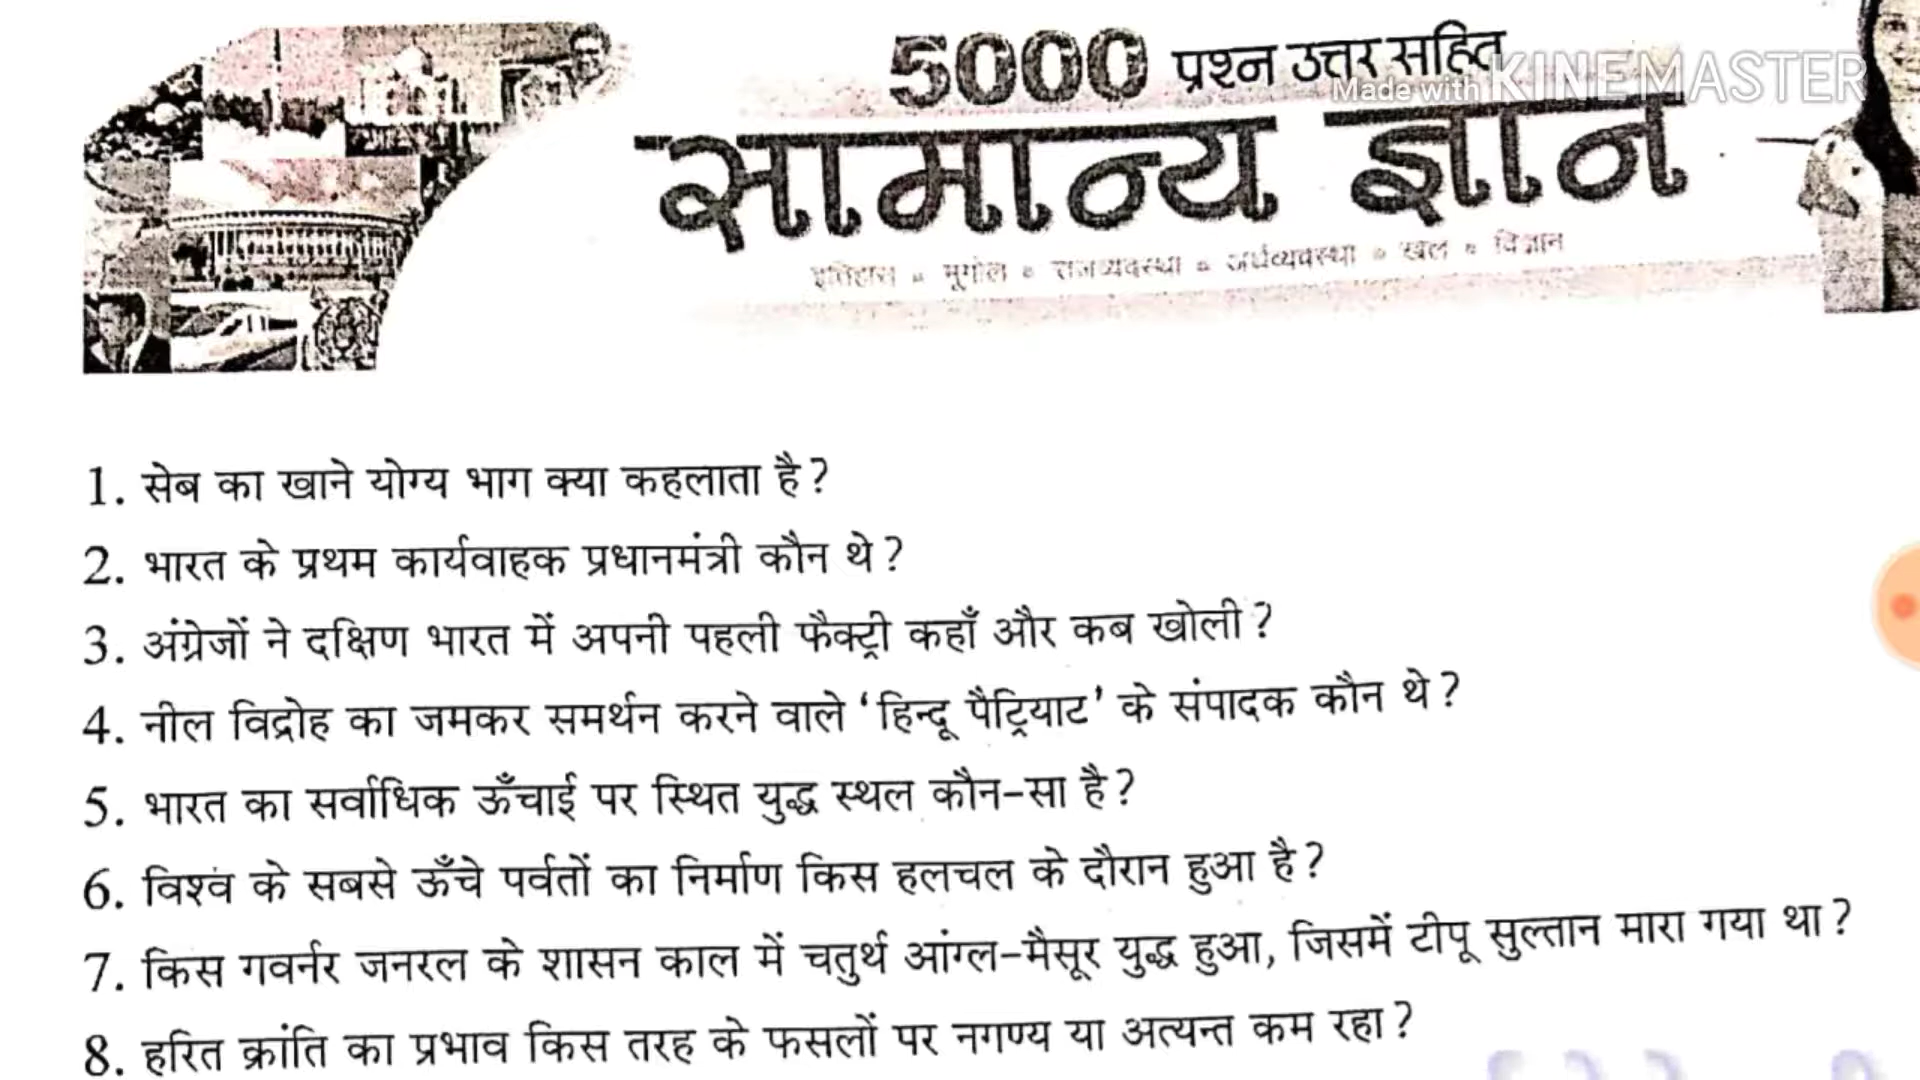 5000 प्रश्न उत्तर सहित
Made with KINEMASTER
सामान्य ज्ञान
इतिहास भूगोल राजव्यवस्था अर्थव्यवस्था खेल विज्ञान
1. सेब का खाने योग्य भाग क्या कहलाता है?
2. भारत के प्रथम कार्यवाहक प्रधानमंत्री कौन थे?
3. अंग्रेजों ने दक्षिण भारत में अपनी पहली फैक्ट्री कहाँ और कब खोली?
4. नील विद्रोह का जमकर समर्थन करने वाले ‘हिन्दू पैट्रियाट’ के संपादक कौन थे?
5. भारत का सर्वाधिक ऊँचाई पर स्थित युद्ध स्थल कौन-सा है?
6. विश्व के सबसे ऊँचे पर्वतों का निर्माण किस हलचल के दौरान हुआ है?
7. किस गवर्नर जनरल के शासन काल में चतुर्थ आंग्ल-मैसूर युद्ध हुआ, जिसमें टीपू सुल्तान मारा गया था?
8. हरित क्रांति का प्रभाव किस तरह के फसलों पर नगण्य या अत्यन्त कम रहा?